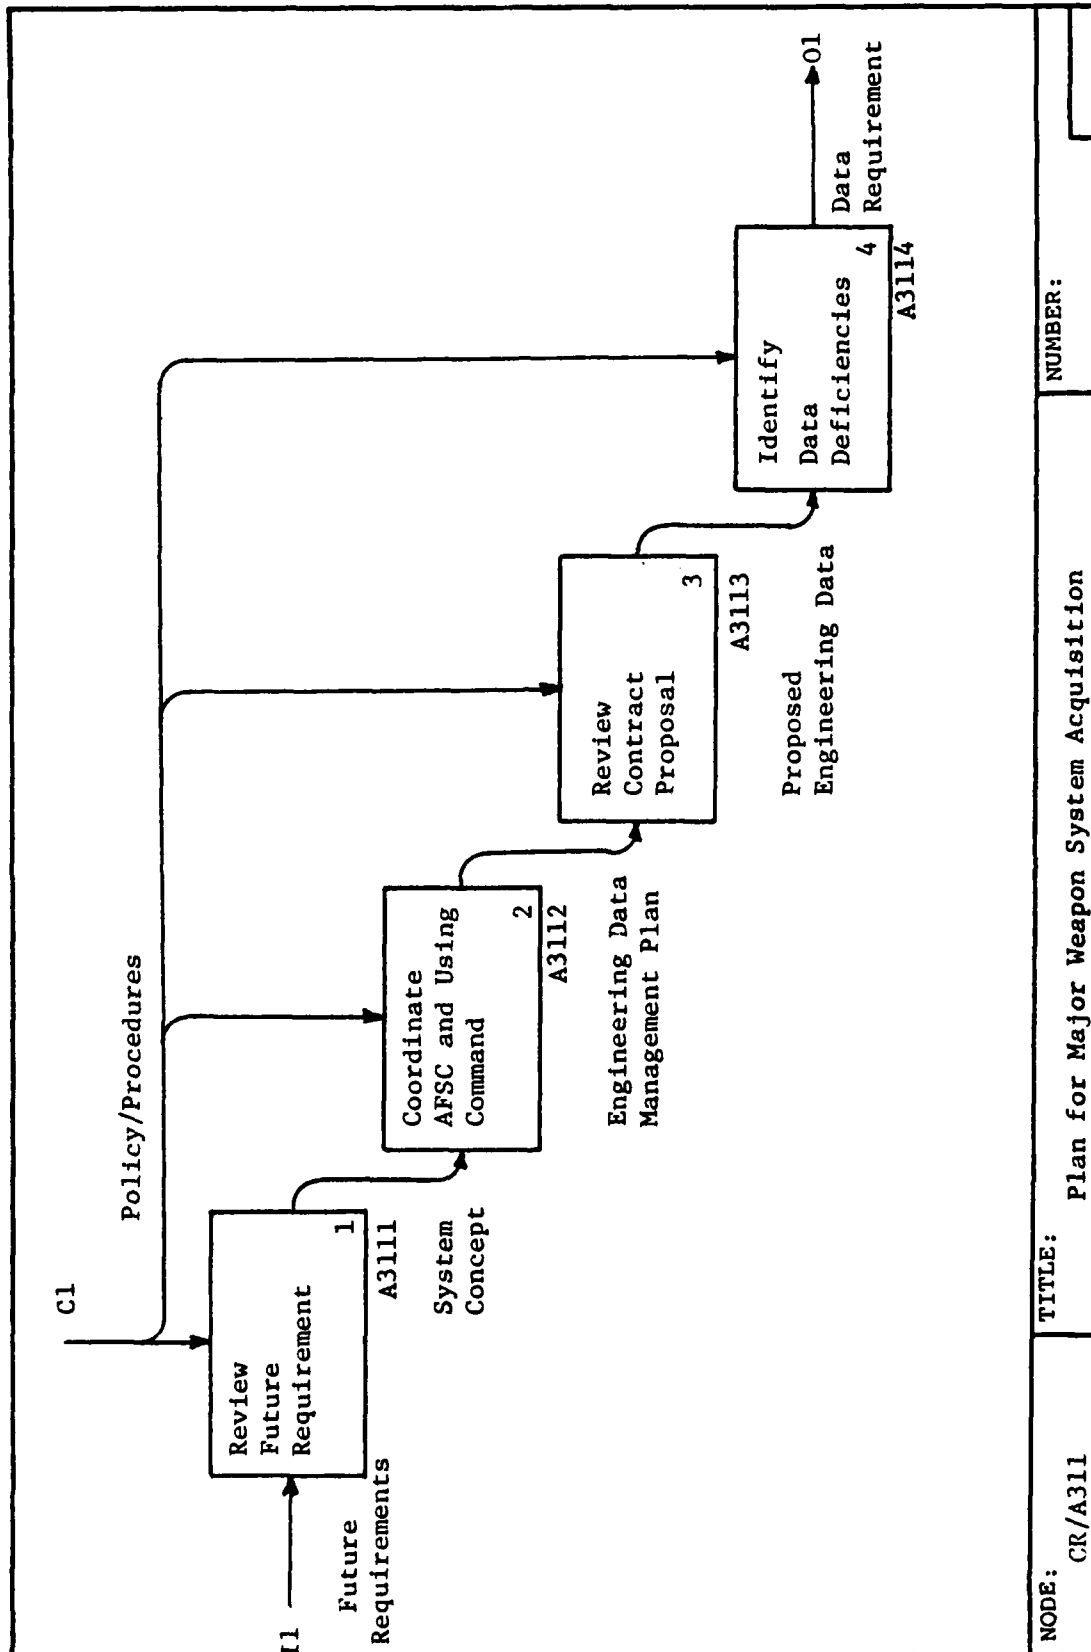 C1
Policy/Procedures
I1
Future
Requirements
Review
Future
Requirement
1
A3111
System
Concept
Coordinate
AFSC and Using
Command
2
A3112
Engineering Data
Management Plan
Review
Contract
Proposal
3
A3113
Proposed
Engineering Data
Identify
Data
Deficiencies
4
A3114
Data
Requirement
O1
NODE:
CR/A311
TITLE:
Plan for Major Weapon System Acquisition
NUMBER: